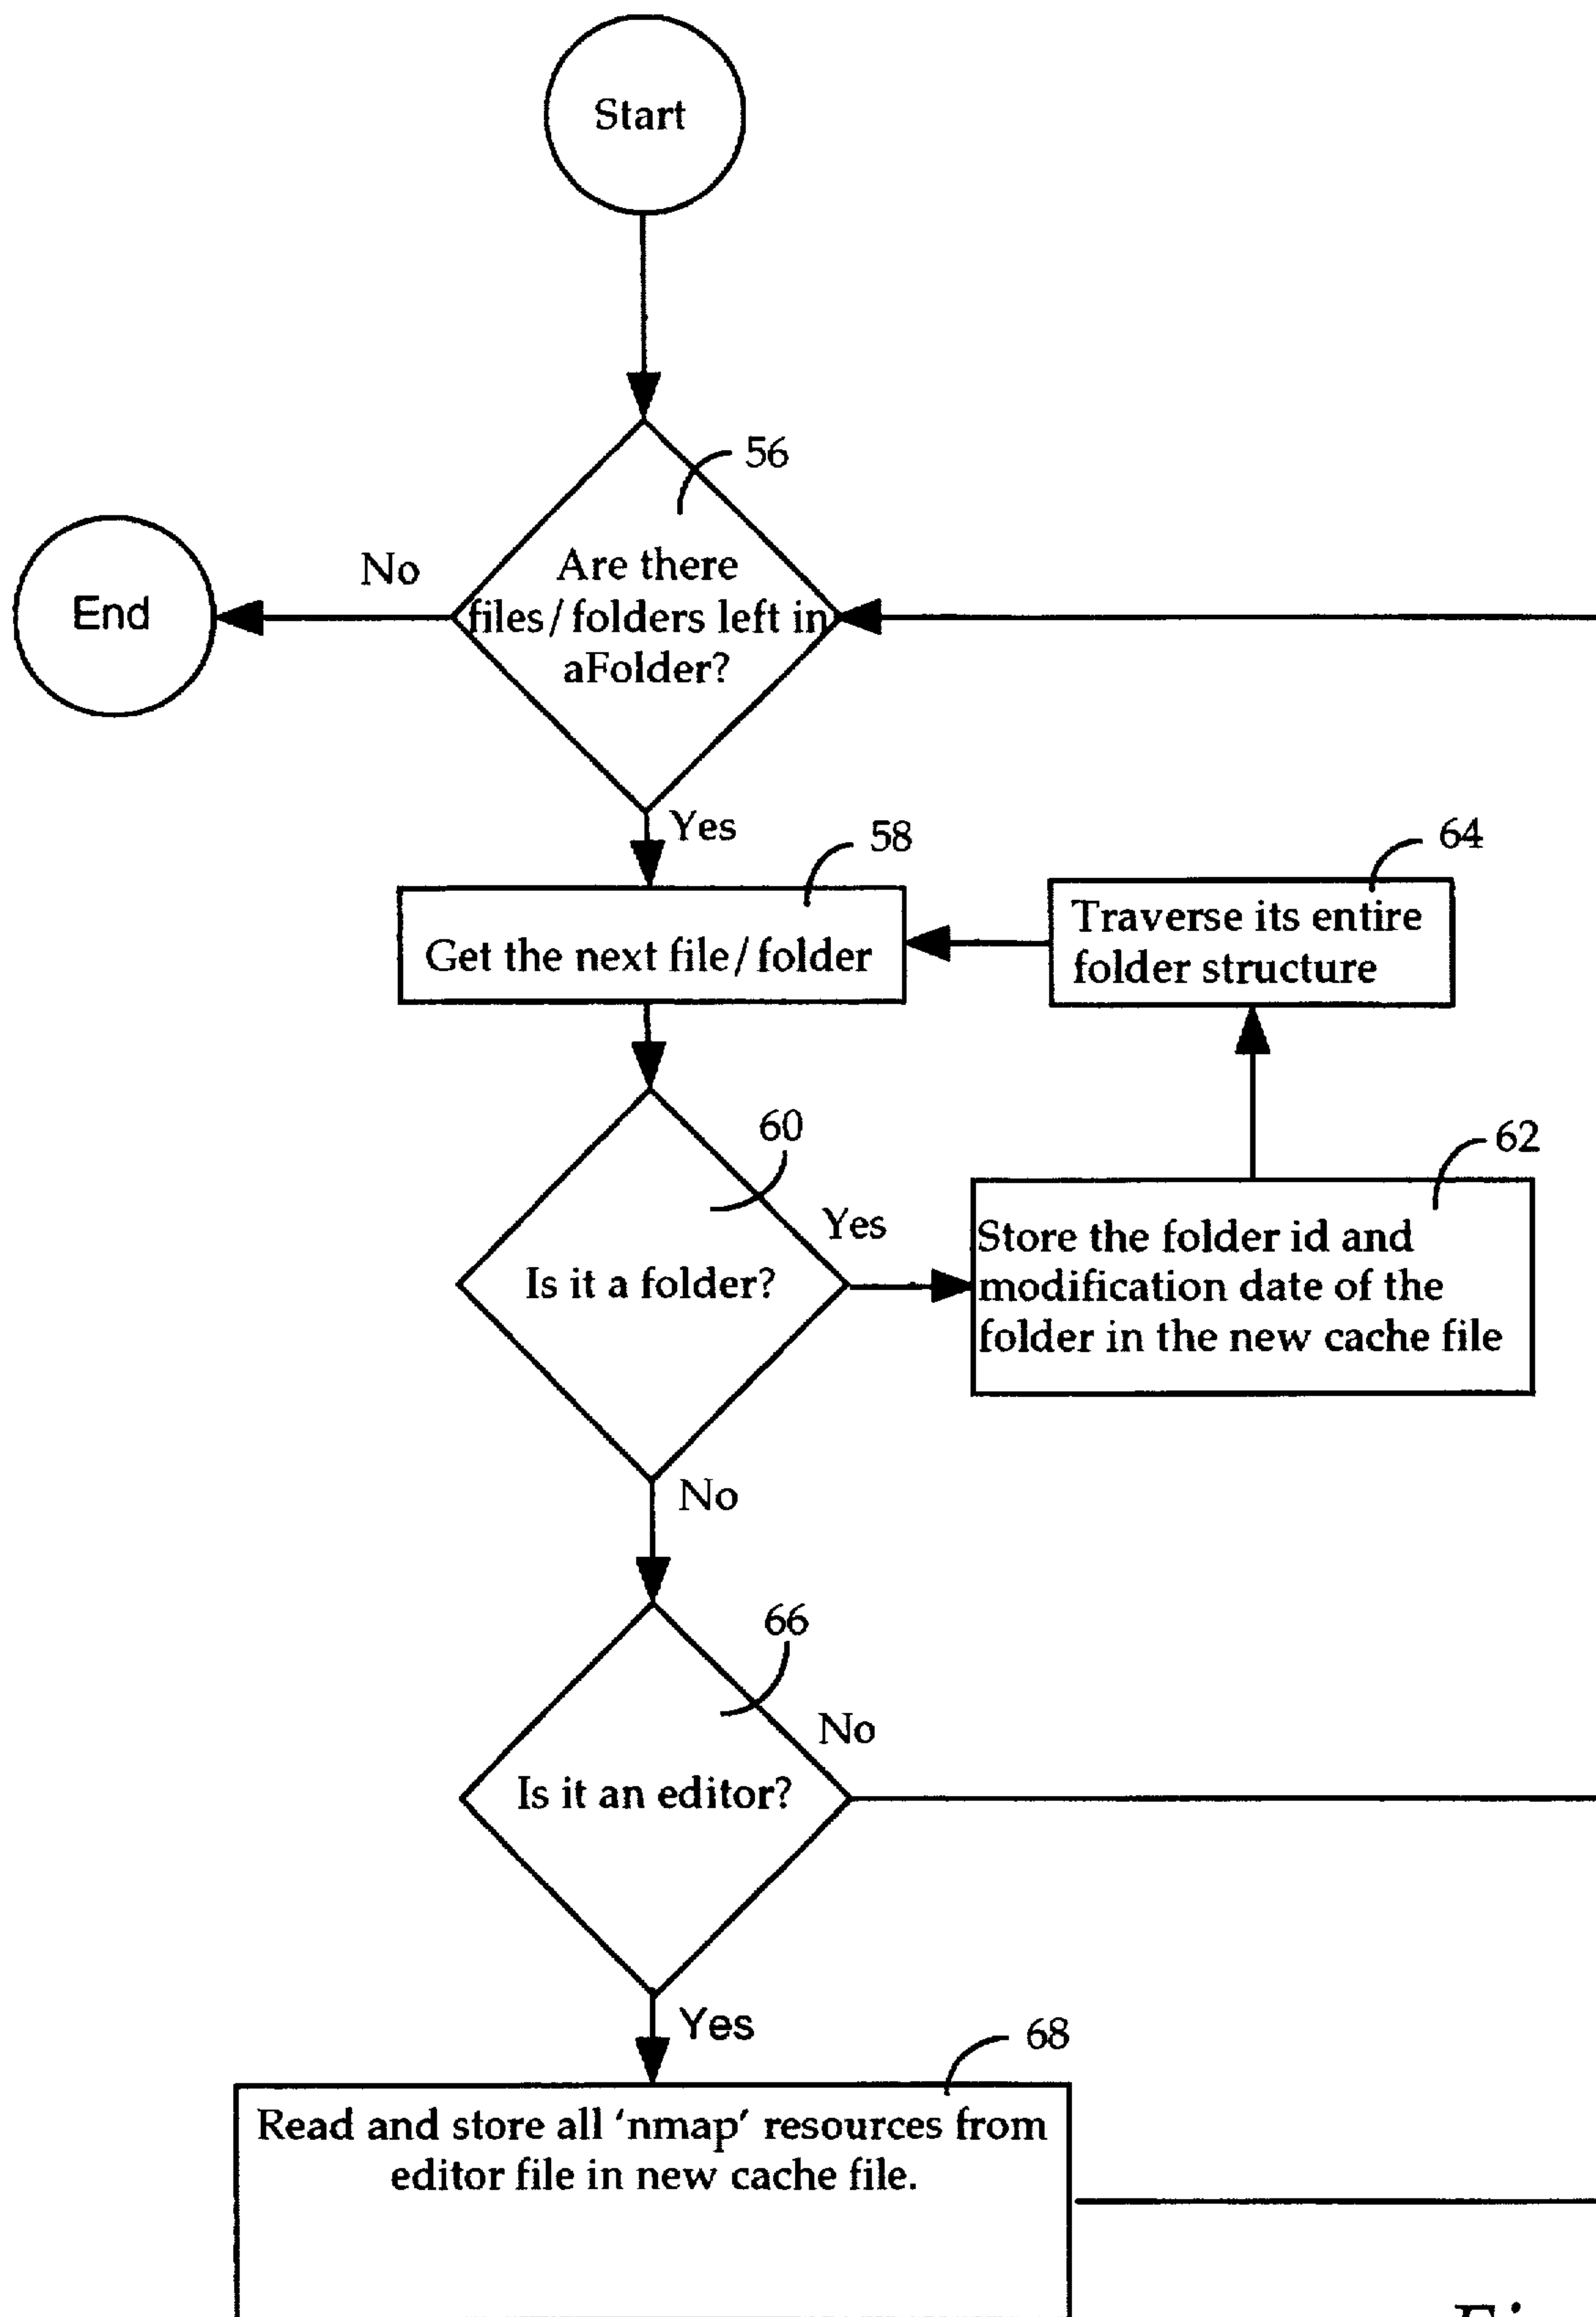 Start
56
Are there
files/folders left in
aFolder?
No
End
Yes
58
Get the next file/folder
64
Traverse its entire
folder structure
60
Is it a folder?
Yes
62
Store the folder id and
modification date of the
folder in the new cache file
No
66
Is it an editor?
No
Yes
68
Read and store all ‘nmap’ resources from
editor file in new cache file.